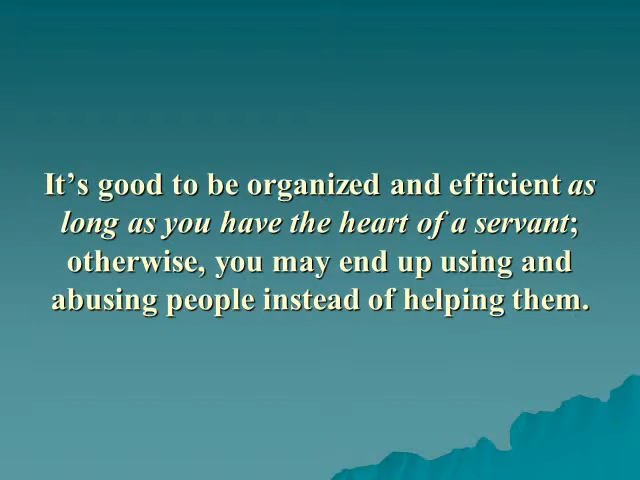 It’s good to be organized and efficient as
long as you have the heart of a servant;
otherwise, you may end up using and
abusing people instead of helping them.